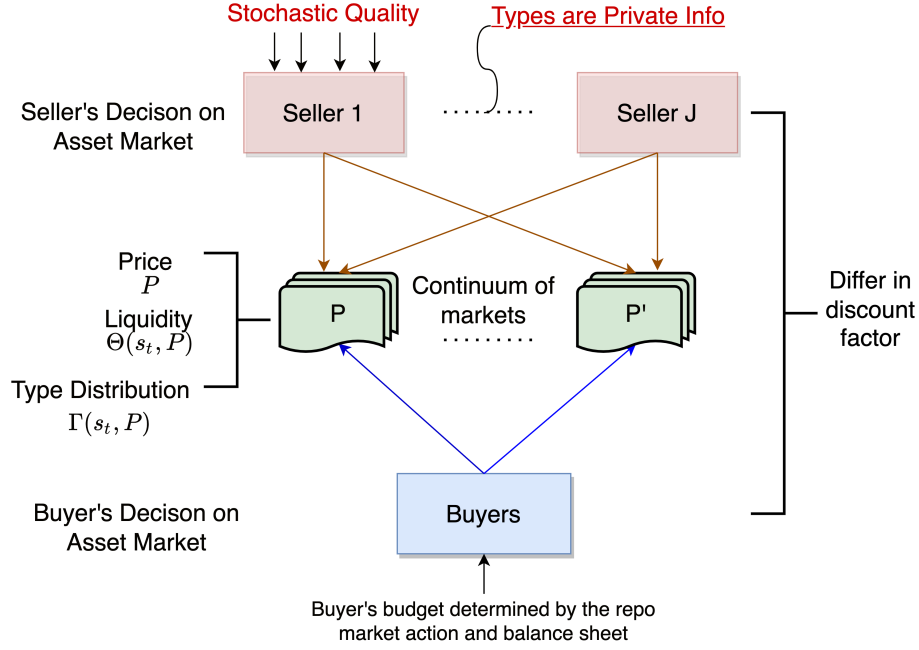 Stochastic Quality
Types are Private Info
Seller's Decison on
Asset Market
Seller 1
Seller J
Price
P
Liquidity
Θ(s_t, P)
Type Distribution
Γ(s_t, P)
P
Continuum of
markets
P'
Differ in
discount
factor
Buyer's Decison on
Asset Market
Buyers
Buyer's budget determined by the repo
market action and balance sheet